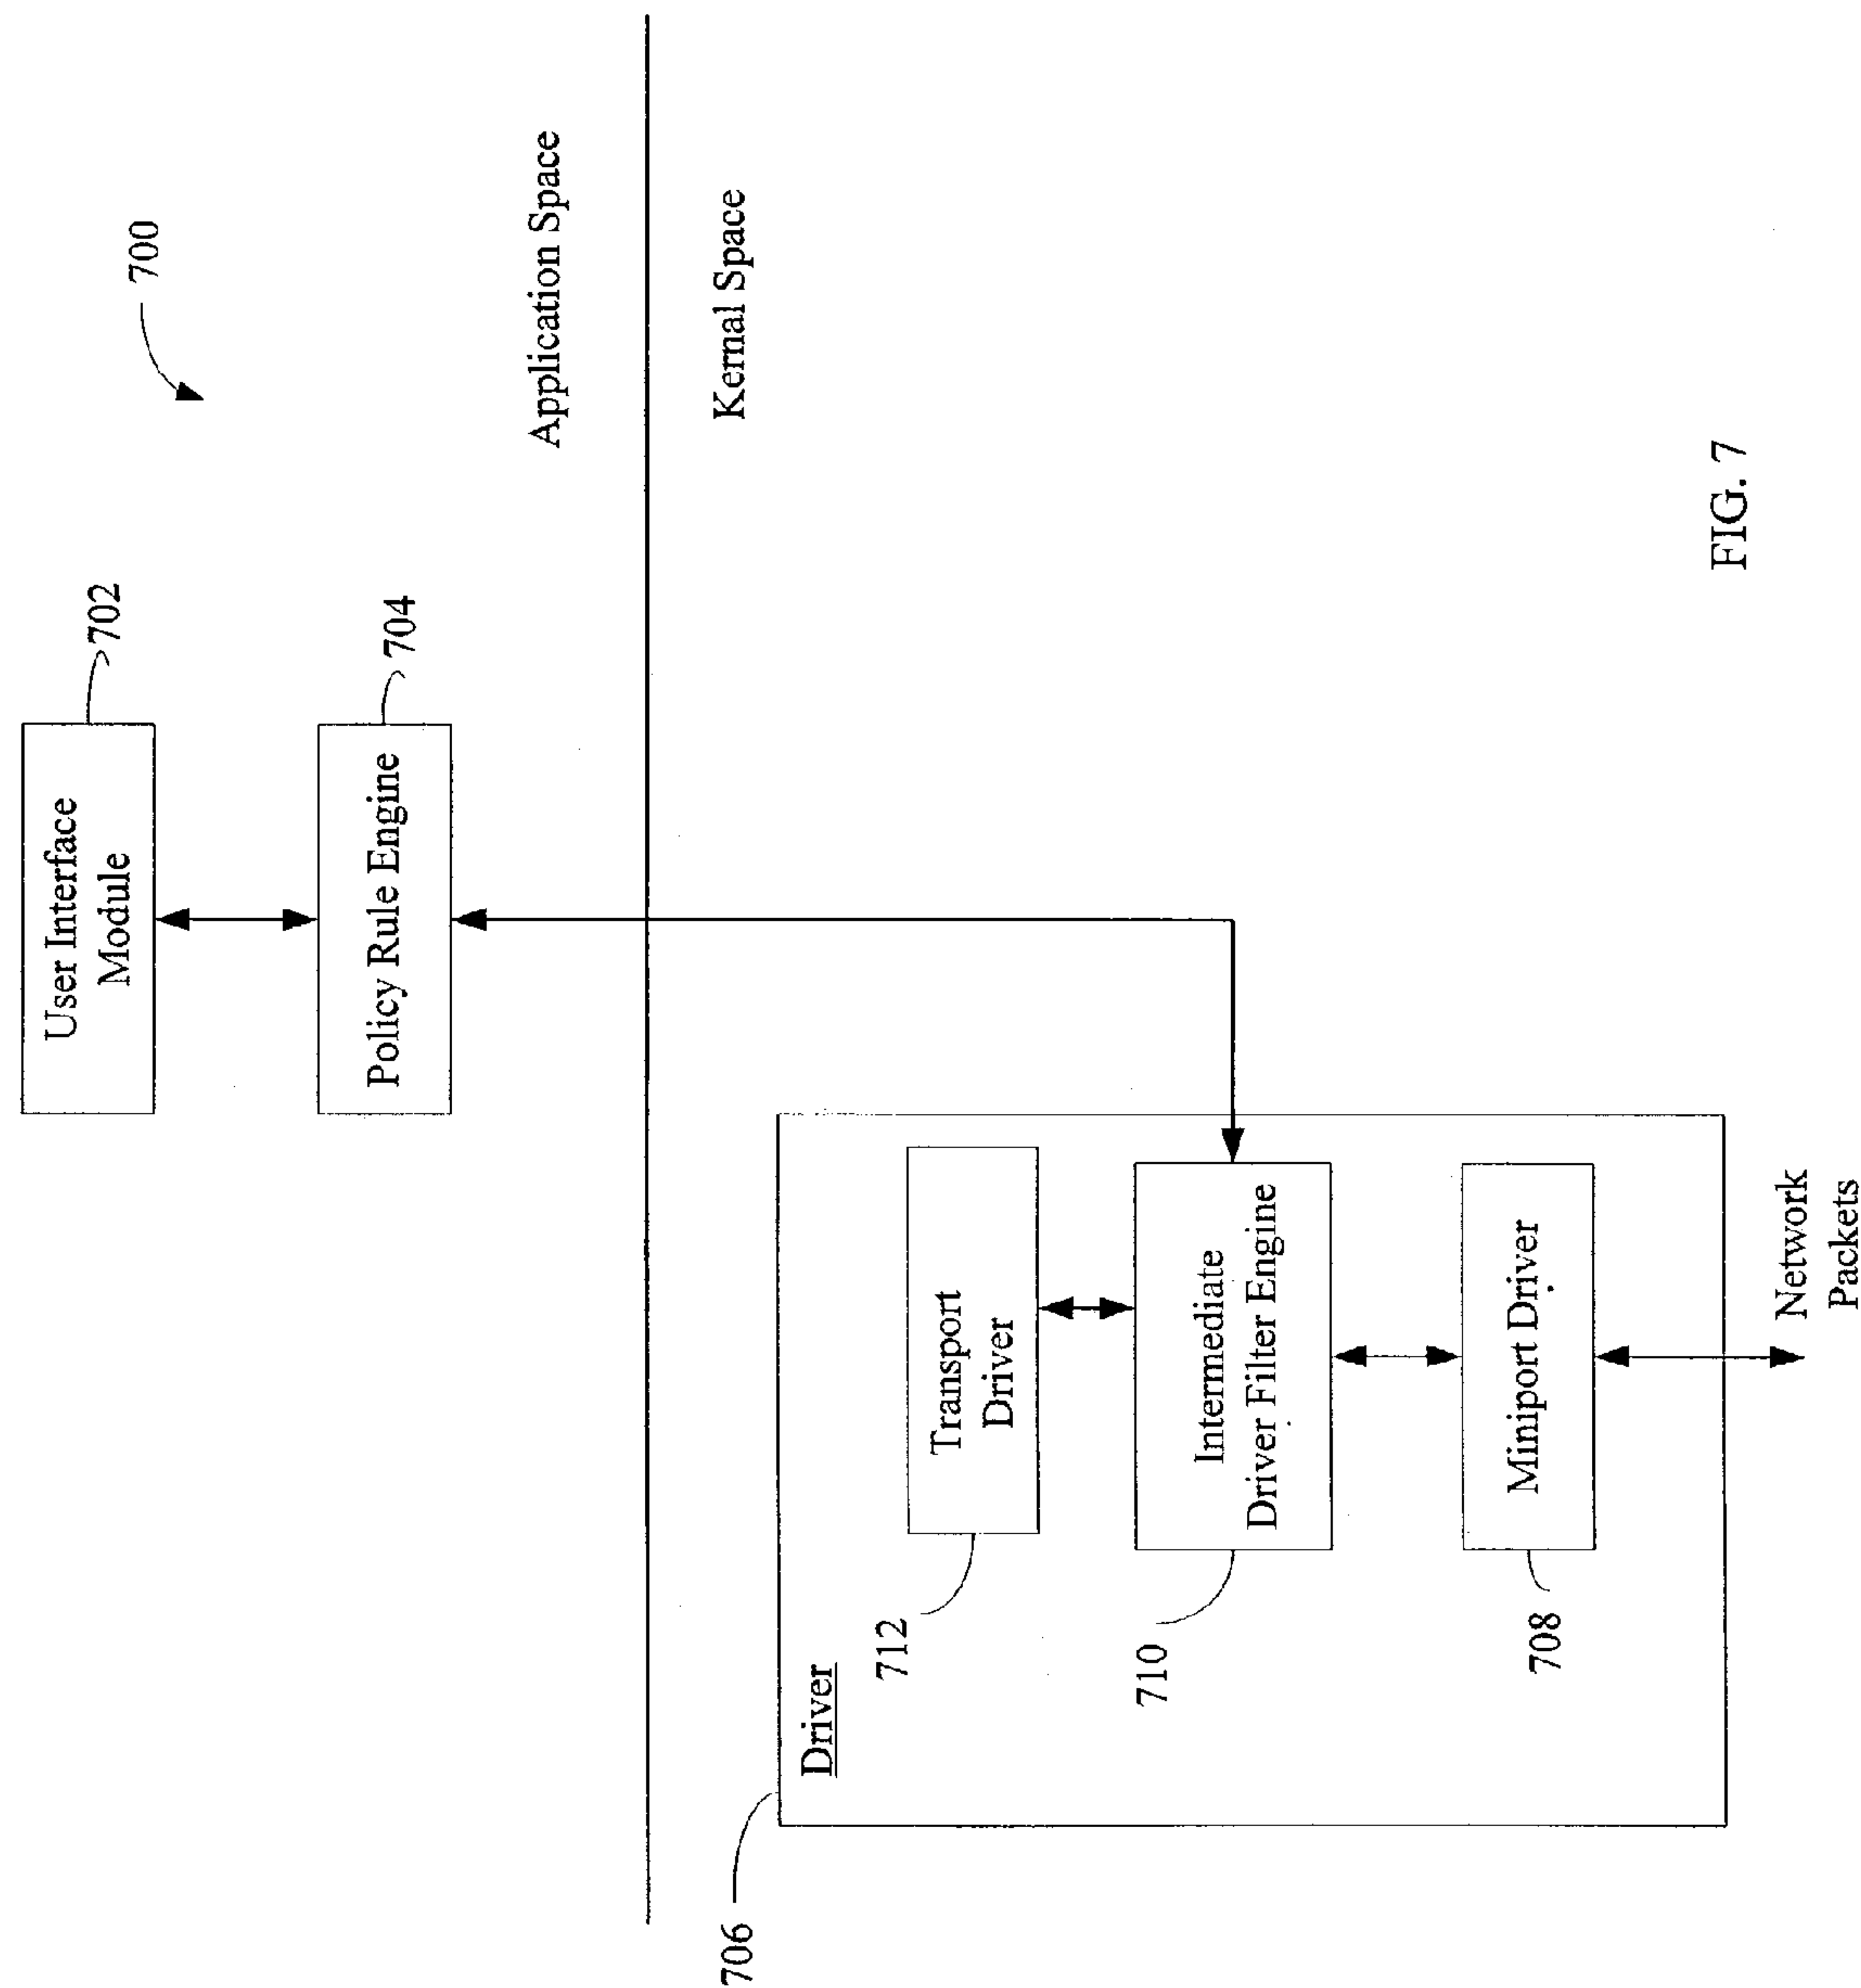 700
User Interface
Module
702
Policy Rule Engine
704
Application Space
Kernal Space
706
Driver
Transport
Driver
712
Intermediate
Driver Filter Engine
710
Miniport Driver
708
Network
Packets
FIG. 7